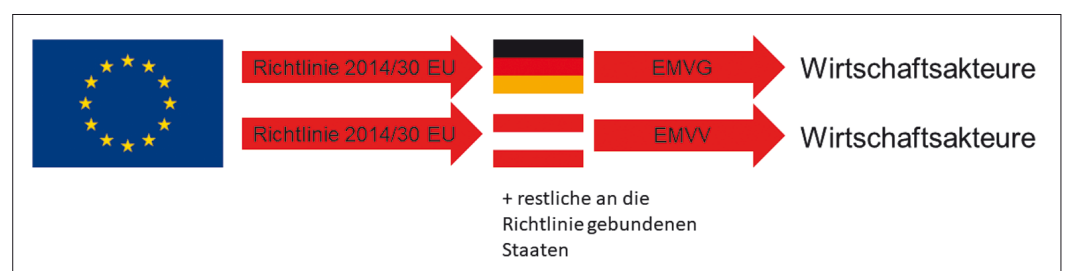 Richtlinie 2014/30 EU EMVG Wirtschaftsakteure
Richtlinie 2014/30 EU EMVV Wirtschaftsakteure
+ restliche an die
Richtlinie gebundenen
Staaten